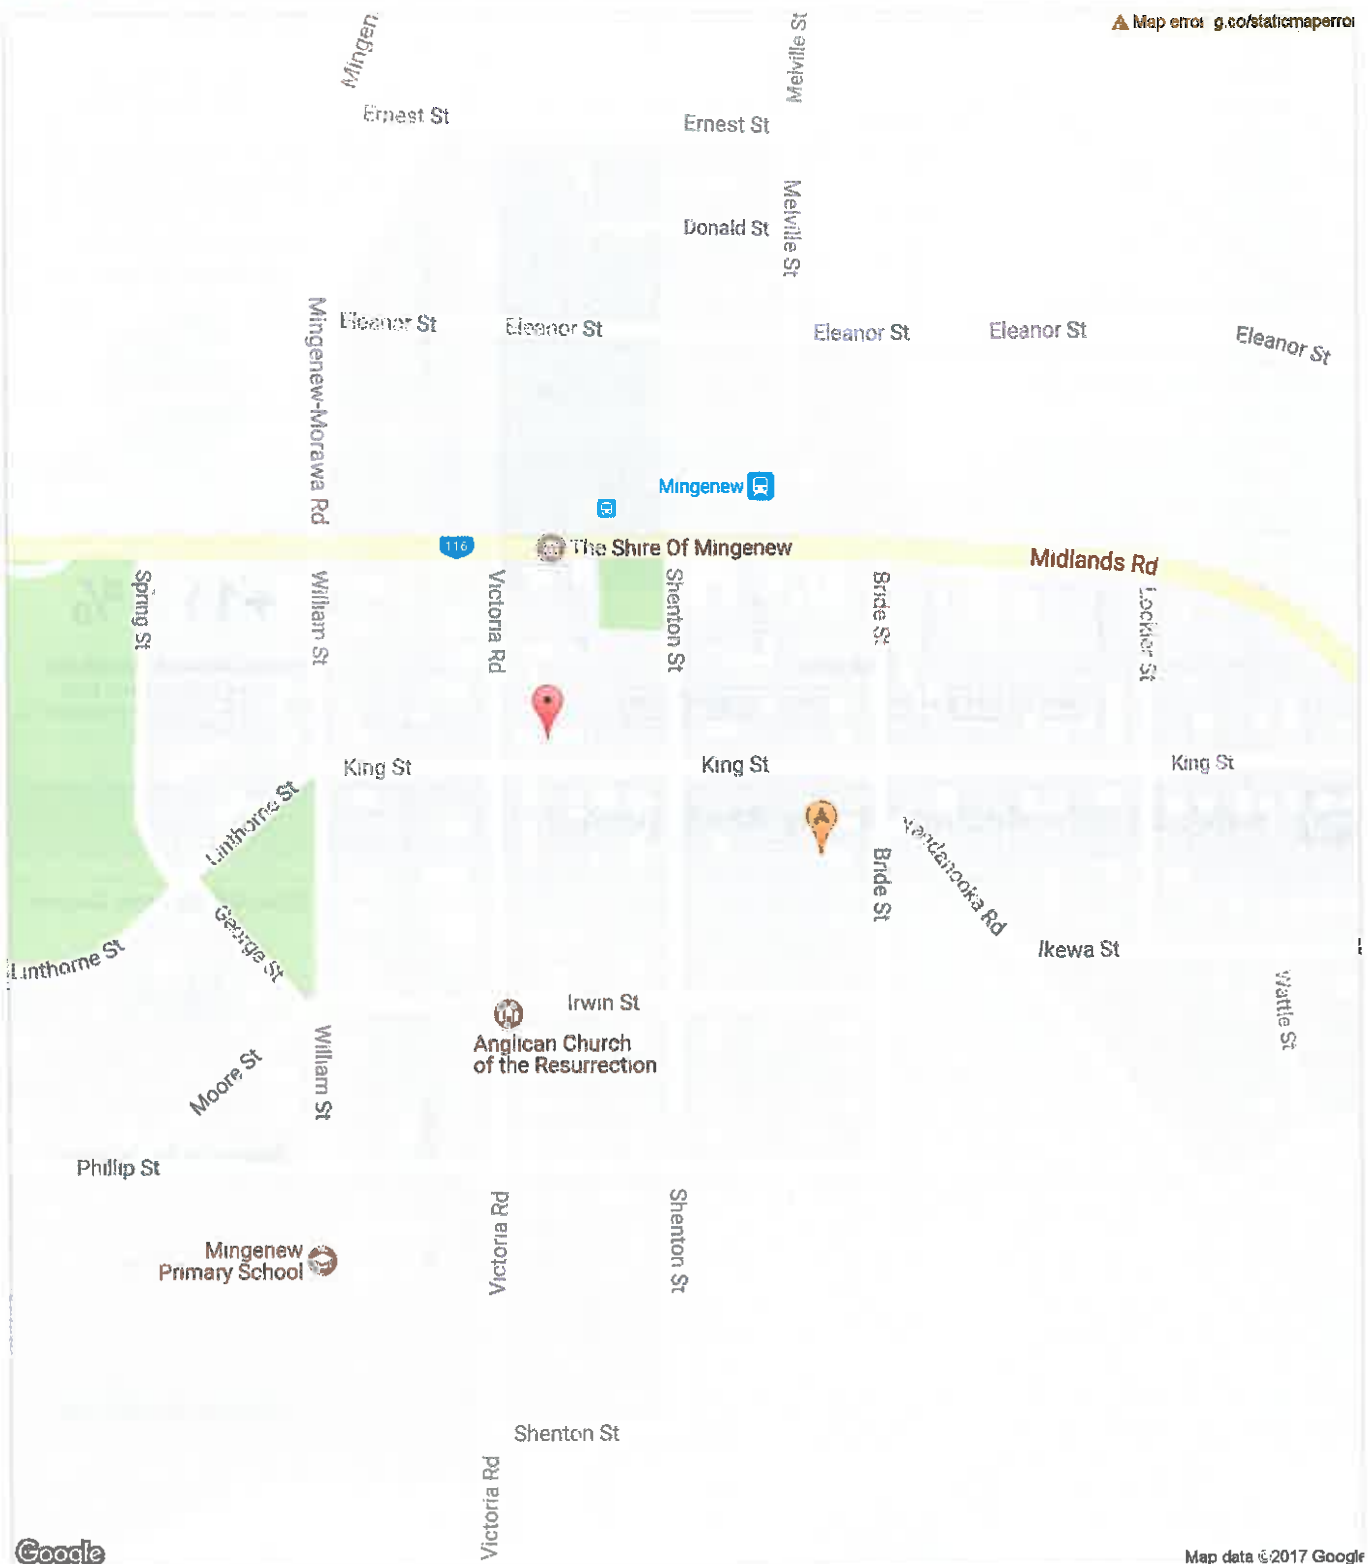 Map error g.co/staticmaperror
Mingen
Melville St
Ernest St
Ernest St
Melville St
Donald St
Mingenew-Morawa Rd
Eleanor St
Eleanor St
Eleanor St
Eleanor St
Eleanor St
Mingenew
116
The Shire Of Mingenew
Midlands Rd
Spring St
William St
Victoria Rd
Shenton St
Bride St
Lockier St
King St
King St
King St
Linthorne St
A
Yandanooka Rd
Bride St
George St
Linthorne St
Ikewa St
Wattle St
Irwin St
Anglican Church
of the Resurrection
William St
Moore St
Phillip St
Victoria Rd
Shenton St
Mingenew
Primary School
Shenton St
Victoria Rd
Google
Map data ©2017 Google